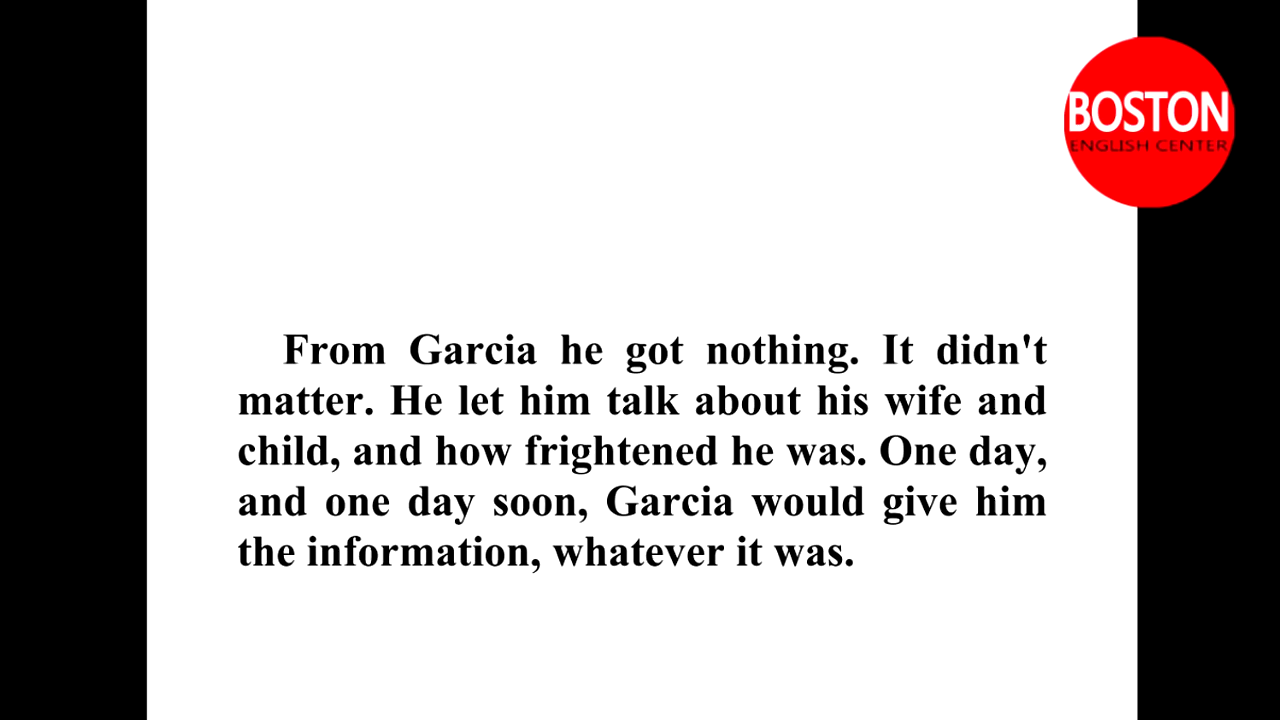 BOSTON
ENGLISH CENTER
From Garcia he got nothing. It didn't
matter. He let him talk about his wife and
child, and how frightened he was. One day,
and one day soon, Garcia would give him
the information, whatever it was.